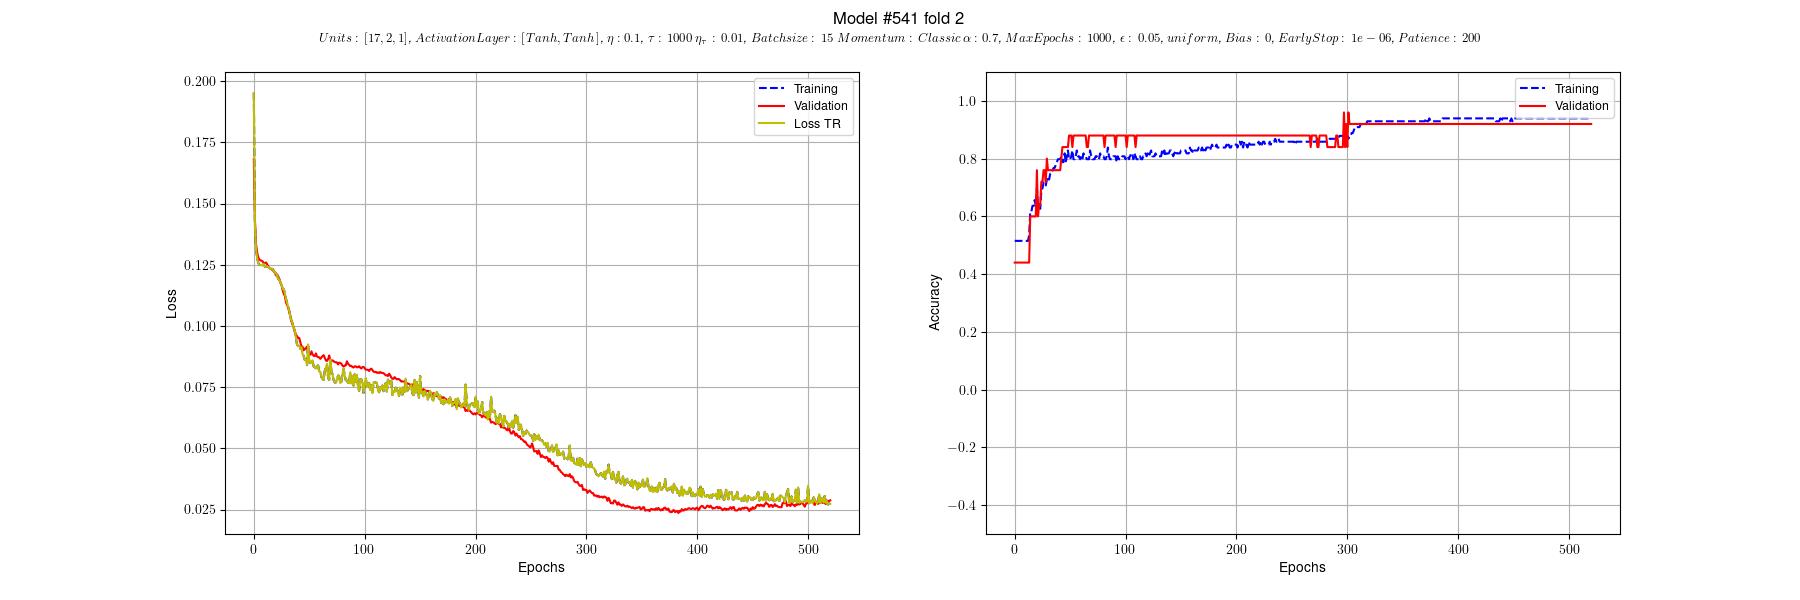 Model #541 fold 2
Units : [17, 2, 1], ActivationLayer : [Tanh, Tanh], η : 0.1, τ : 1000 ητ : 0.01, Batchsize : 15 Momentum : Classic α : 0.7, MaxEpochs : 1000, ϵ : 0.05, uniform, Bias : 0, EarlyStop : 1e − 06, Patience : 200
0.200
0.175
0.150
0.125
0.100
0.075
0.050
0.025
Loss
0 100 200 300 400 500
Epochs
Training
Validation
Loss TR
1.0
0.8
0.6
0.4
0.2
0.0
−0.2
−0.4
Accuracy
0 100 200 300 400 500
Epochs
Training
Validation